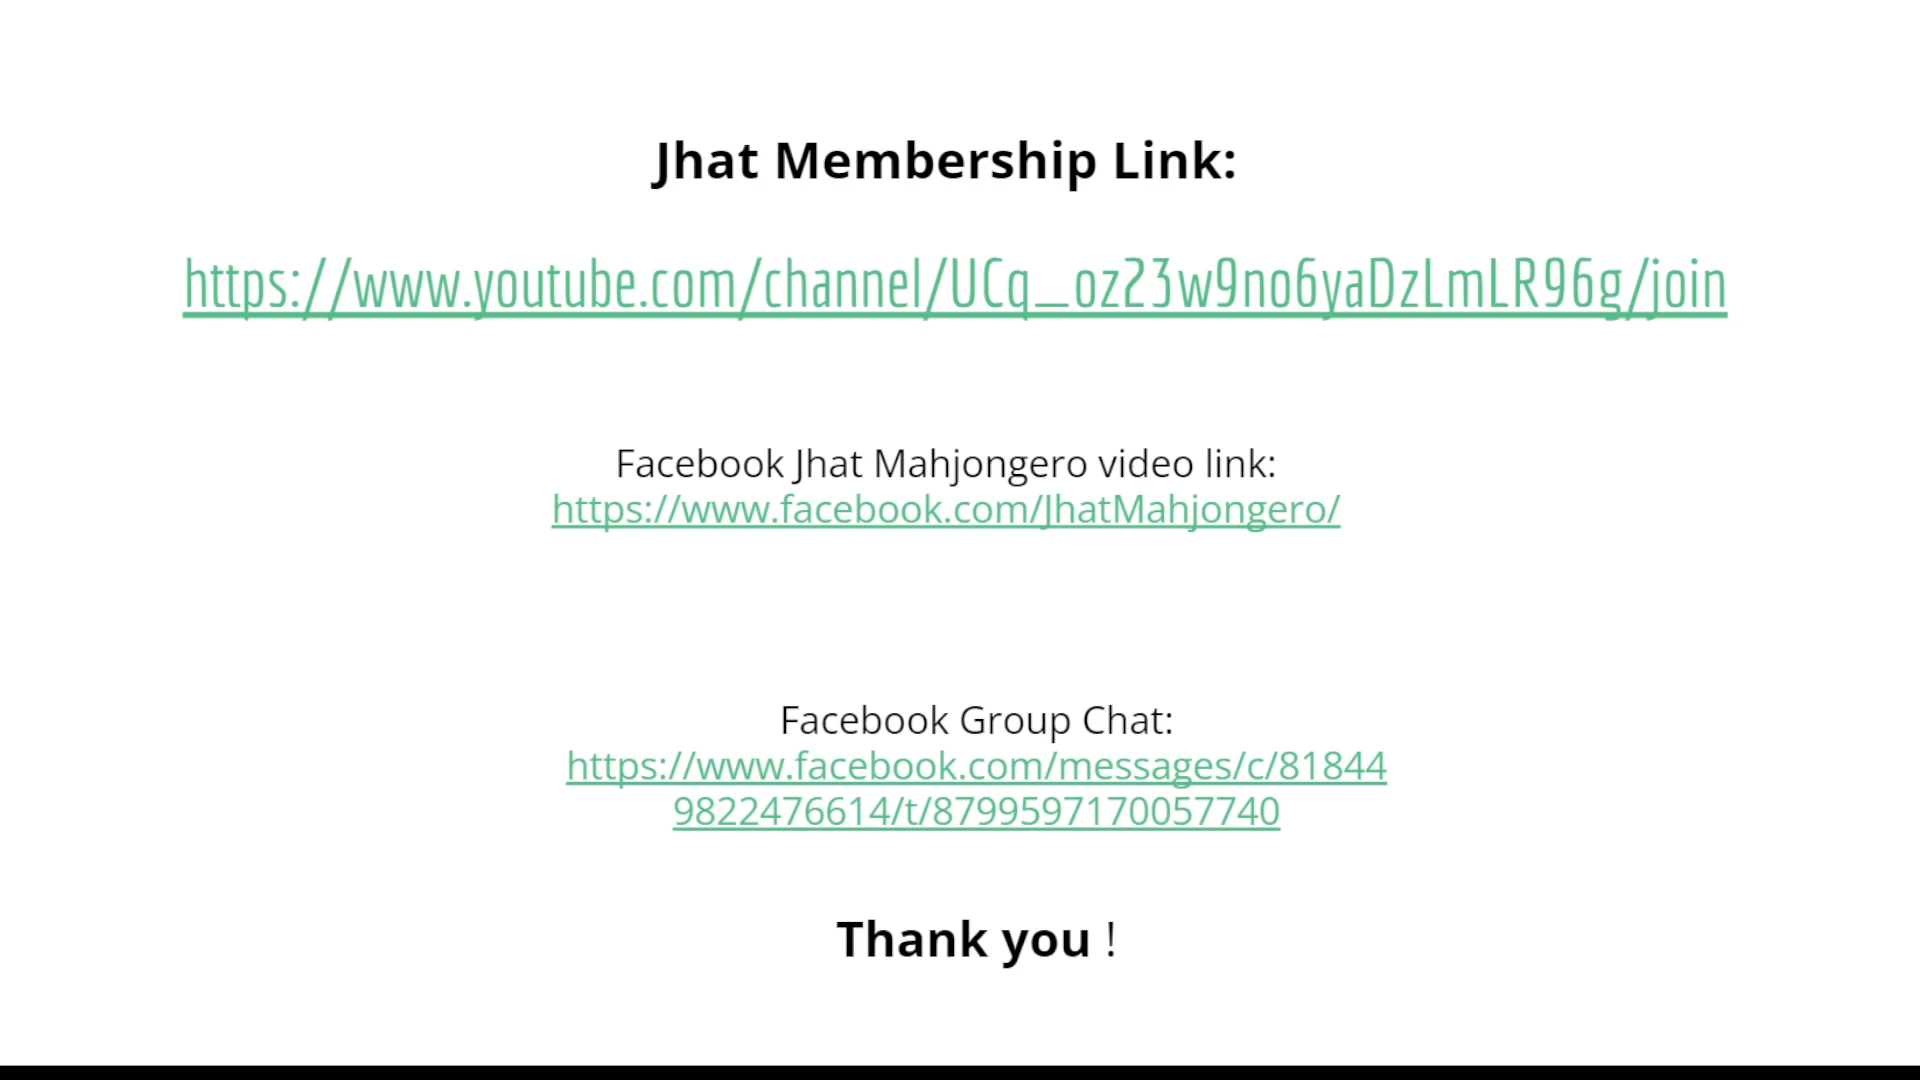 Jhat Membership Link:
https://www.youtube.com/channel/UCq_oz23w9no6yaDzLmLR96g/join
Facebook Jhat Mahjongero video link:
https://www.facebook.com/JhatMahjongero/
Facebook Group Chat:
https://www.facebook.com/messages/c/81844
9822476614/t/8799597170057740
Thank you !